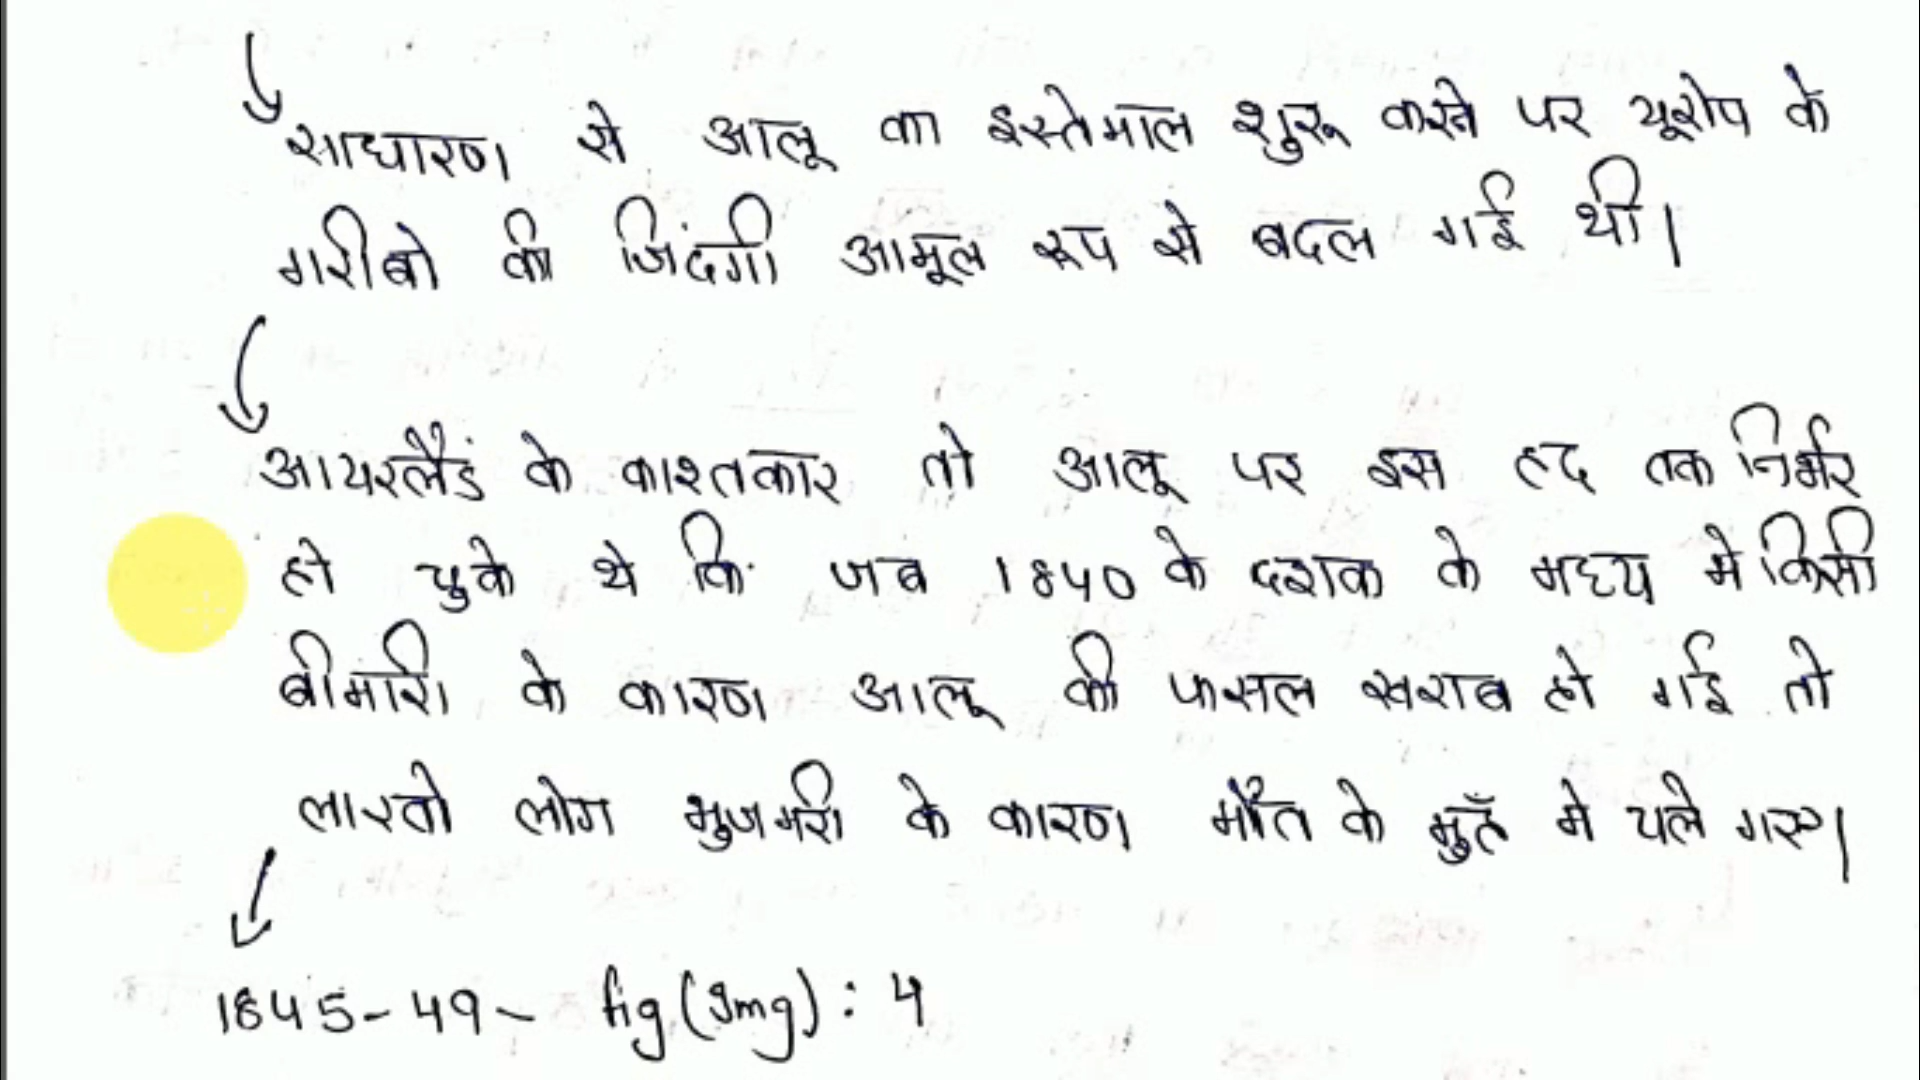 साधारण से आलू का इस्तेमाल शुरू करने पर यूरोप के
गरीबो की जिंदगी आमूल रूप से बदल गई थी।
आयरलैंड के काश्तकार तो आलू पर इस हद तक निर्भर
हो चुके थे कि जब 1840 के दशक के मध्य मे किसी
बीमारी के कारण आलू की फसल खराब हो गई तो
लाखो लोग भुजमरी के कारण मौत के मुहँ मे चले गए।
1845-49- fig (Img): 4